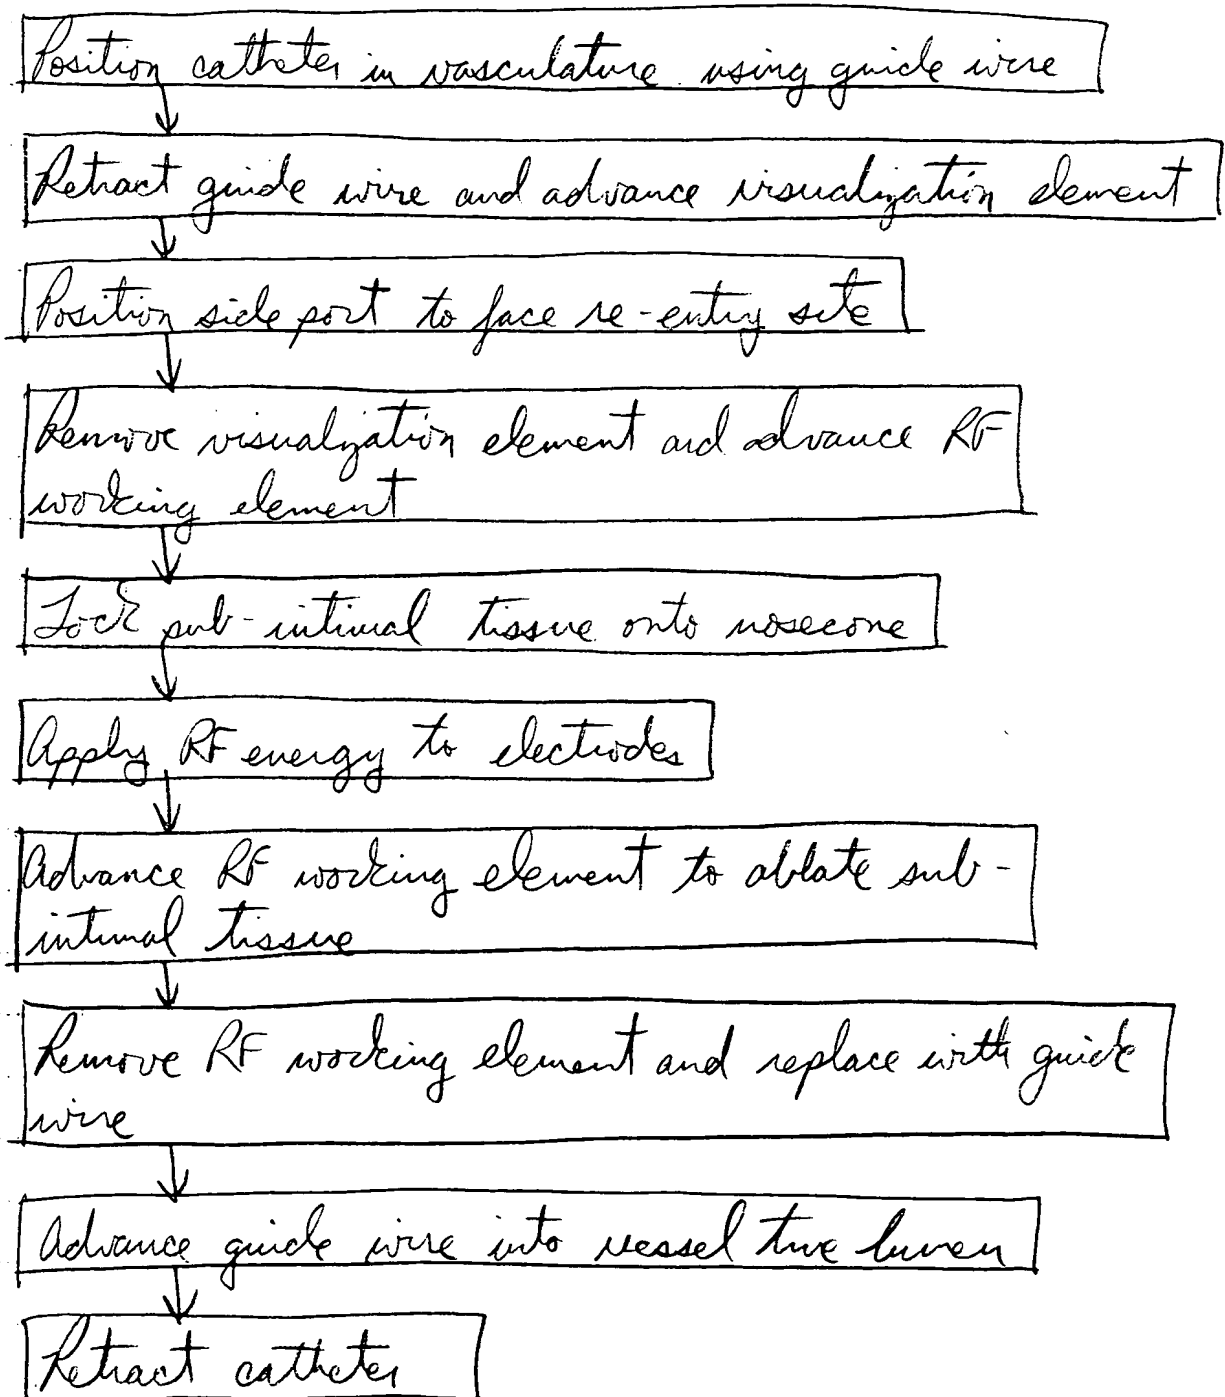 Position catheter in vasculature using guide wire
Retract guide wire and advance visualization element
Position side port to face re-entry site
Remove visualization element and advance RF
working element
Lock sub-intimal tissue onto nosecone
Apply RF energy to electrodes
Advance RF working element to ablate sub-
intimal tissue
Remove RF working element and replace with guide
wire
Advance guide wire into vessel true lumen
Retract catheter